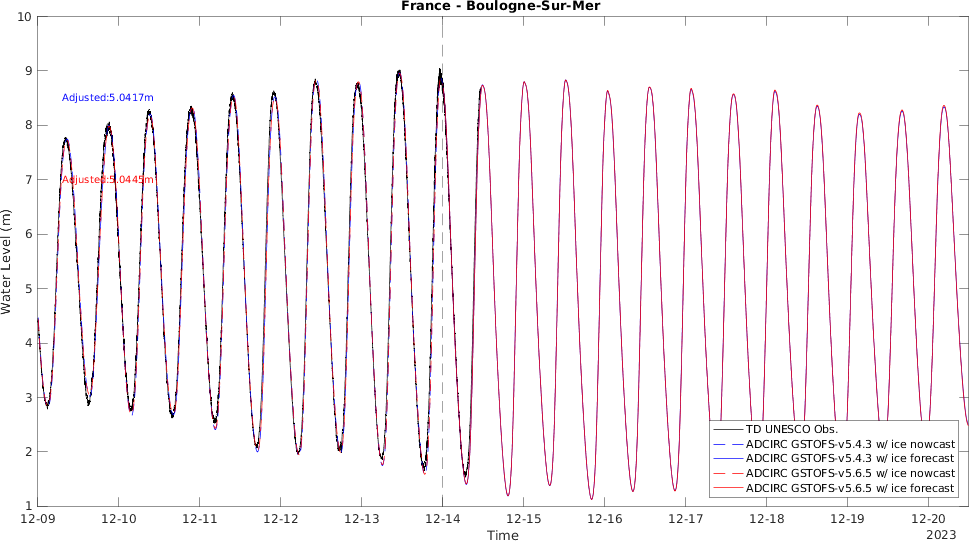 France - Boulogne-Sur-Mer
10
9
8
7
6
5
4
3
2
1
Water Level (m)
Adjusted:5.0417m
Adjusted:5.0445m
TD UNESCO Obs.
ADCIRC GSTOFS-v5.4.3 w/ ice nowcast
ADCIRC GSTOFS-v5.4.3 w/ ice forecast
ADCIRC GSTOFS-v5.6.5 w/ ice nowcast
ADCIRC GSTOFS-v5.6.5 w/ ice forecast
12-09 12-10 12-11 12-12 12-13 12-14 12-15 12-16 12-17 12-18 12-19 12-20
Time
2023